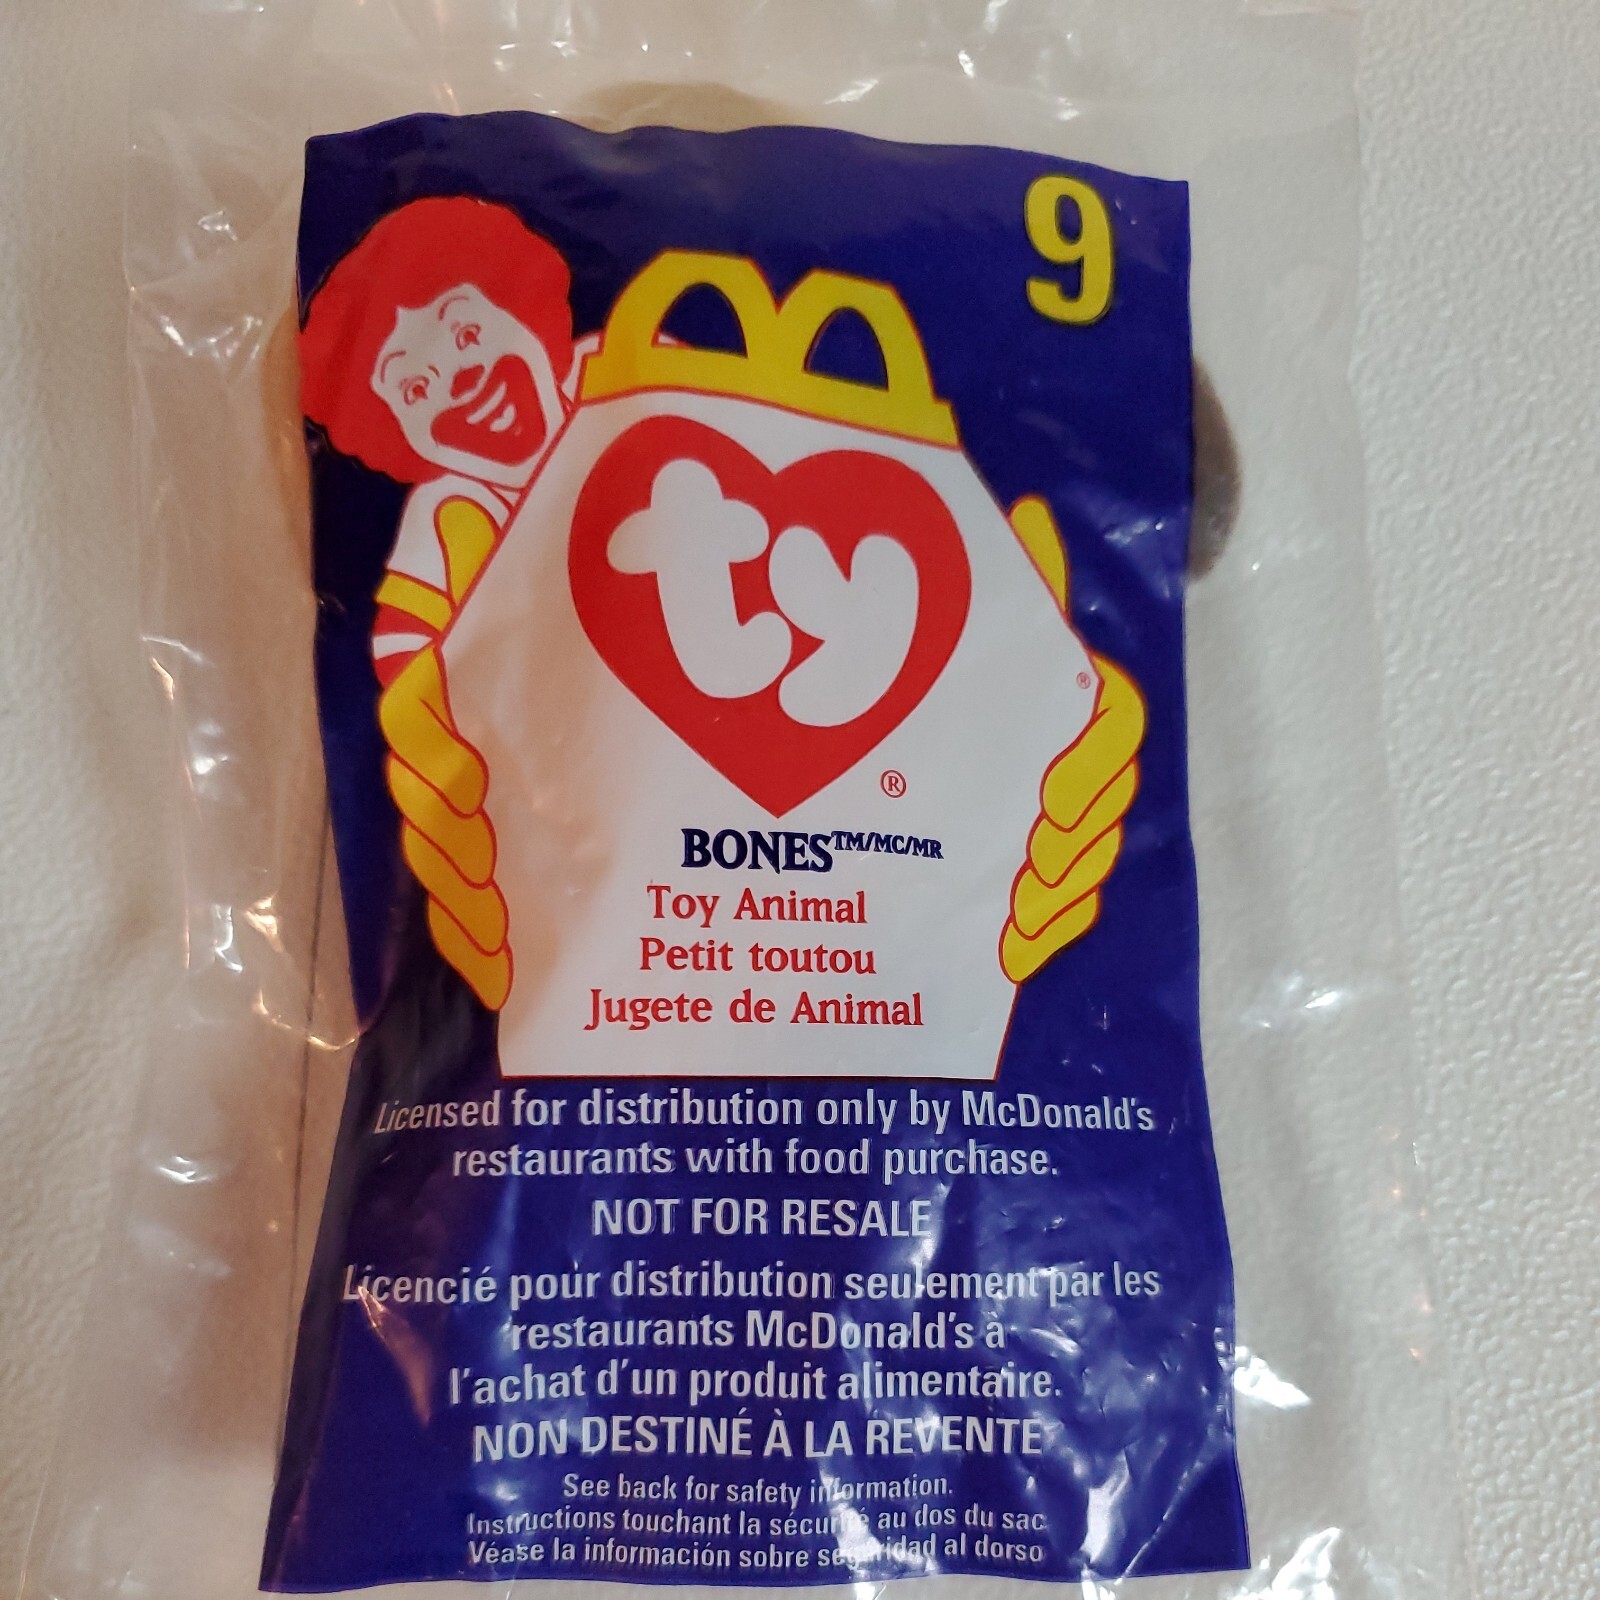 9
ty
®
®
BONES™/MC/MR
Toy Animal
Petit toutou
Jugete de Animal
Licensed for distribution only by McDonald's
restaurants with food purchase.
NOT FOR RESALE
Licencié pour distribution seulement par les
restaurants McDonald's à
l'achat d'un produit alimentaire.
NON DESTINÉ À LA REVENTE
See back for safety information.
Instructions touchant la sécurité au dos du sac
Véase la información sobre seguridad al dorso